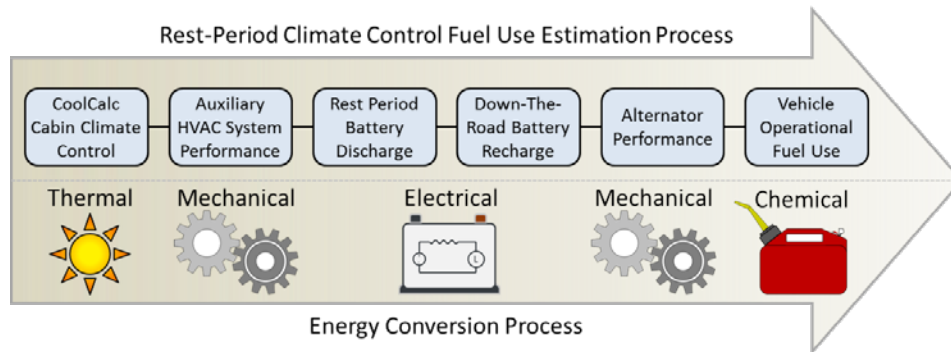 Rest-Period Climate Control Fuel Use Estimation Process
CoolCalc
Cabin Climate
Control
Auxiliary
HVAC System
Performance
Rest Period
Battery
Discharge
Down-The-
Road Battery
Recharge
Alternator
Performance
Vehicle
Operational
Fuel Use
Thermal
Mechanical
Electrical
Mechanical
Chemical
L
Energy Conversion Process